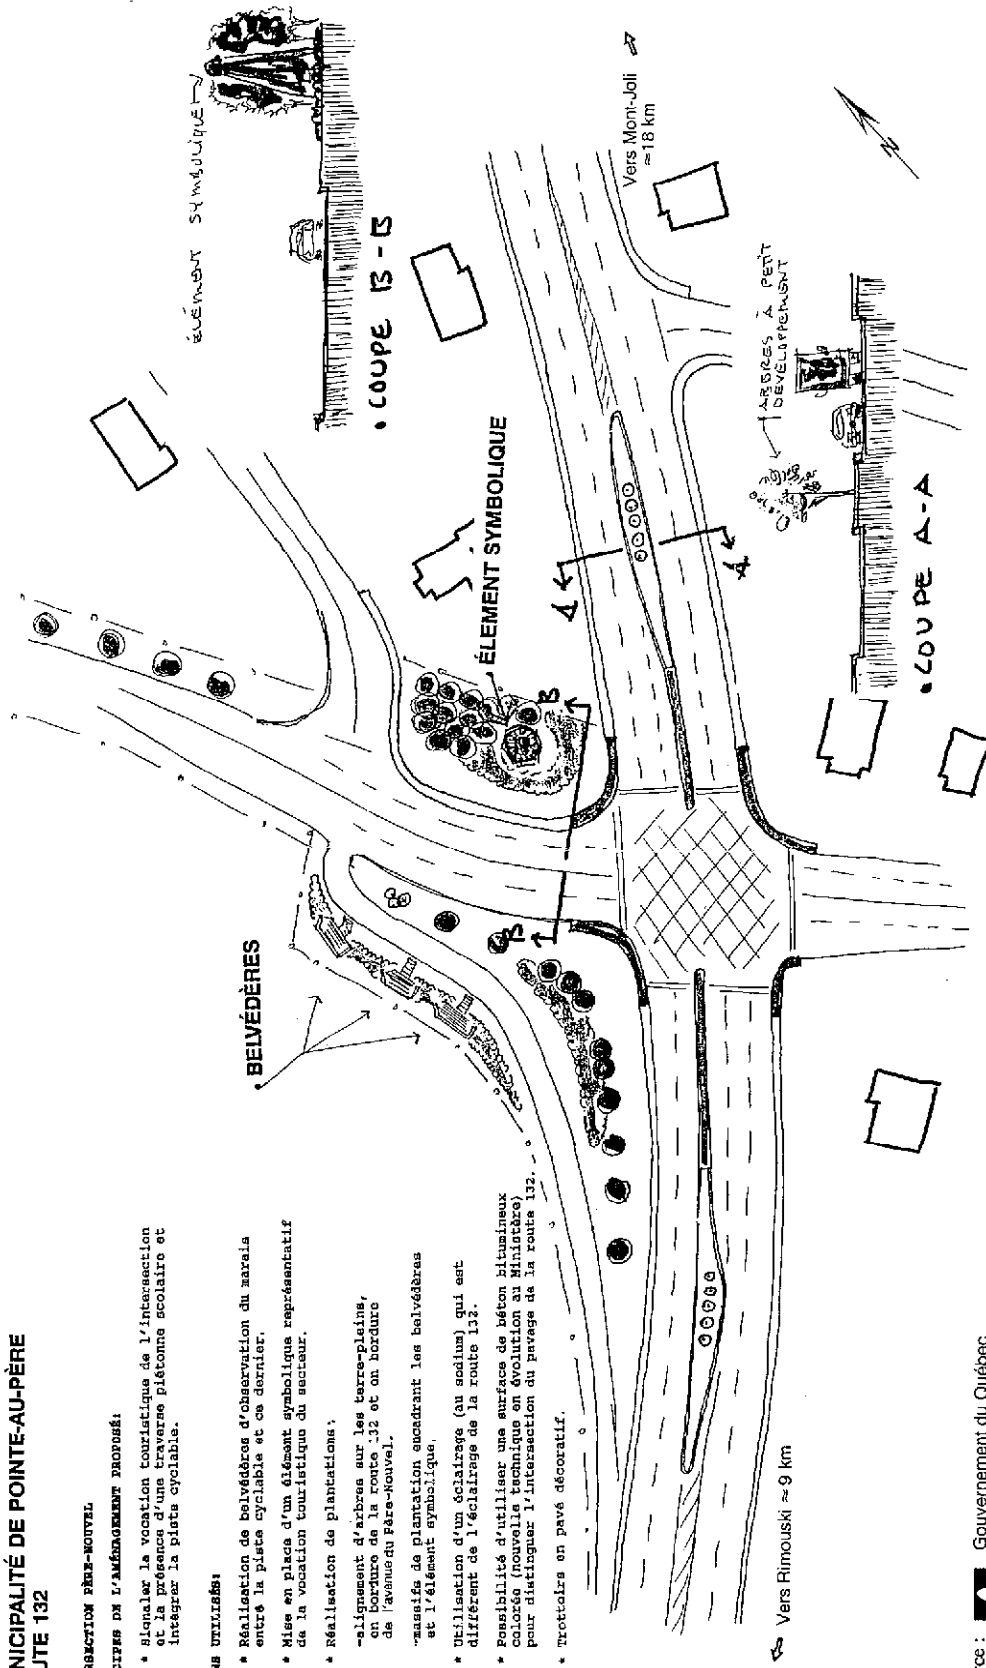 NICIPALITÉ DE POINTE-AU-PÈRE
UTE 132
RSECTION PÈRE-NOUVEL
CIPES DE L'AMÉNAGEMENT PROPOSÉ:
* Signaler la vocation touristique de l'intersection
et la présence d'une traverse piétonne scolaire et
intégrer la piste cyclable.
NS UTILISÉS:
* Réalisation de belvédères d'observation du marais
entre la piste cyclable et ce dernier.
* Mise en place d'un élément symbolique représentatif
de la vocation touristique du secteur.
* Réalisation de plantations:
-alignement d'arbres sur les terre-pleins,
en bordure de la route 132 et en bordure
de l'avenue du Père-Nouvel.
-massifs de plantation encadrant les belvédères
et l'élément symbolique.
* Utilisation d'un éclairage (au sodium) qui est
différent de l'éclairage de la route 132.
* Possibilité d'utiliser une surface de béton bitumineux
colorée (nouvelle technique en évolution au Ministère)
pour distinguer l'intersection du pavage de la route 132.
* Trottoirs en pavé décoratif.
BELVÉDÈRES
ÉLÉMENT SYMBOLIQUE
ÉLÉMENT SYMBOLIQUE
• COUPE B-B
B
B
A
A
Vers Mont-Joli
≈18 km
N
ARBRES À PETIT
DÉVELOPPEMENT
• COUPE A-A
Vers Rimouski ≈ 9 km
rce :
Gouvernement du Québec